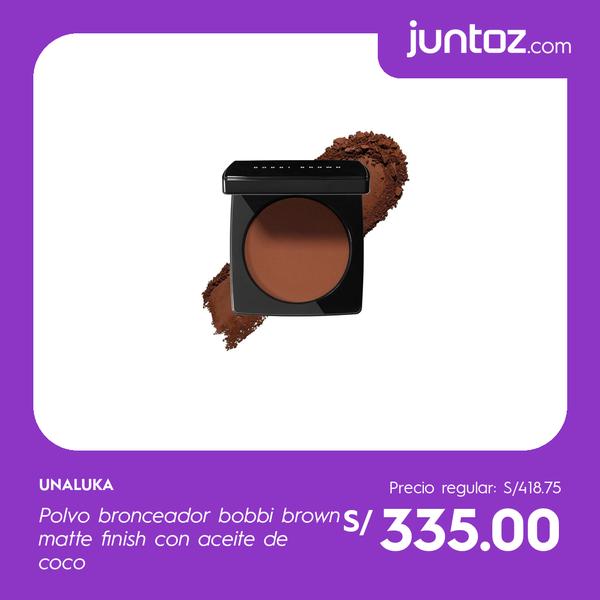 juntoz.com
BOBBI BROWN
UNALUKA
Precio regular: S/418.75
Polvo bronceador bobbi brown
matte finish con aceite de
coco
S/ 335.00